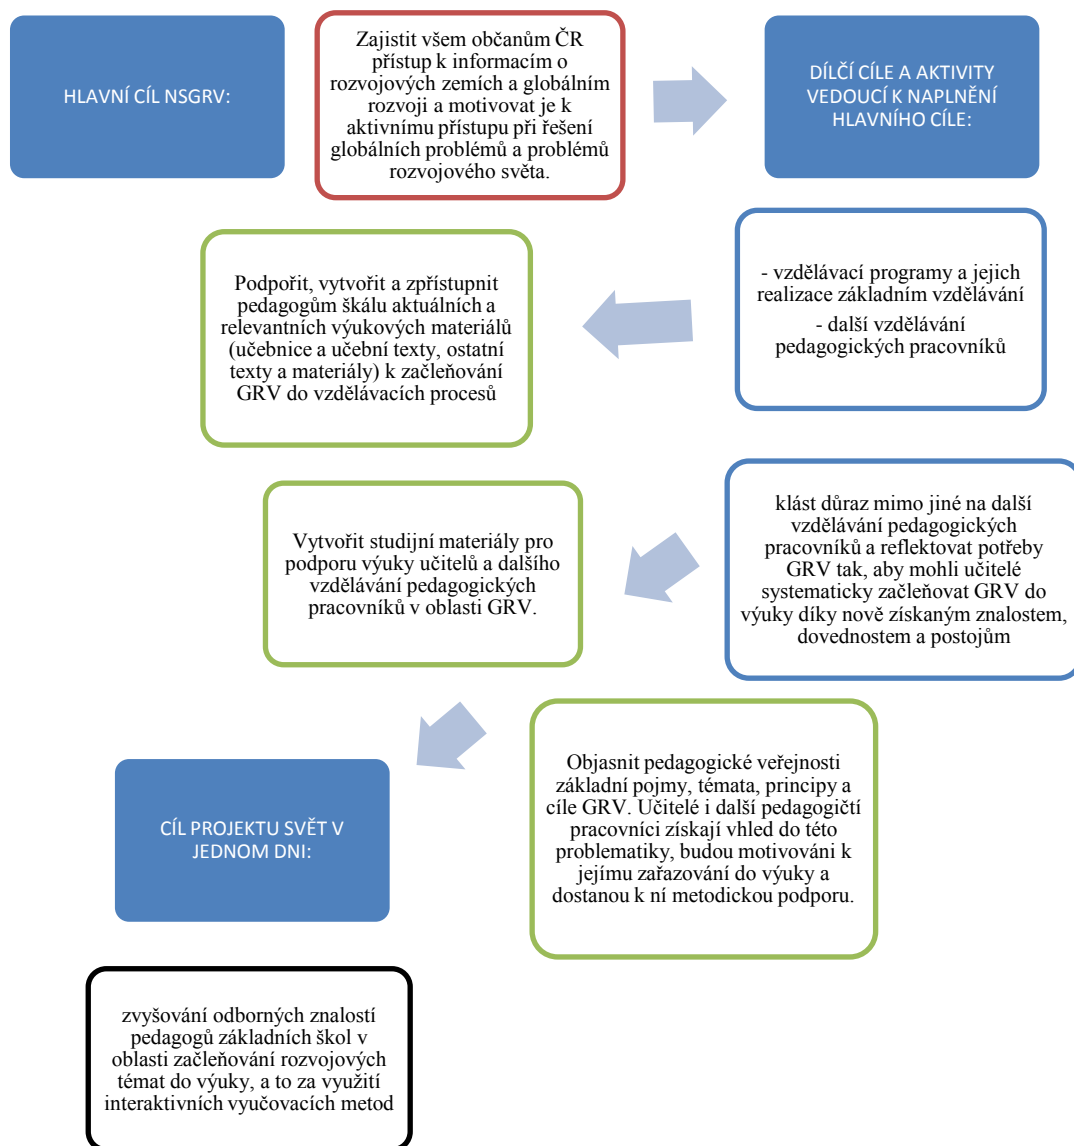 HLAVNÍ CÍL NSGRV:
Zajistit všem občanům ČR
přístup k informacím o
rozvojových zemích a globálním
rozvoji a motivovat je k
aktivnímu přístupu při řešení
globálních problémů a problémů
rozvojového světa.
DÍLČÍ CÍLE A AKTIVITY
VEDOUCÍ K NAPLNĚNÍ
HLAVNÍHO CÍLE:
- vzdělávací programy a jejich
realizace základním vzdělávání
- další vzdělávání
pedagogických pracovníků
Podpořit, vytvořit a zpřístupnit
pedagogům škálu aktuálních a
relevantních výukových materiálů
(učebnice a učební texty, ostatní
texty a materiály) k začleňování
GRV do vzdělávacích procesů
klást důraz mimo jiné na další
vzdělávání pedagogických
pracovníků a reflektovat potřeby
GRV tak, aby mohli učitelé
systematicky začleňovat GRV do
výuky díky nově získaným znalostem,
dovednostem a postojům
Vytvořit studijní materiály pro
podporu výuky učitelů a dalšího
vzdělávání pedagogických
pracovníků v oblasti GRV.
Objasnit pedagogické veřejnosti
základní pojmy, témata, principy a
cíle GRV. Učitelé i další pedagogičtí
pracovníci získají vhled do této
problematiky, budou motivováni k
jejímu zařazování do výuky a
dostanou k ní metodickou podporu.
CÍL PROJEKTU SVĚT V
JEDNOM DNI:
zvyšování odborných znalostí
pedagogů základních škol v
oblasti začleňování rozvojových
témat do výuky, a to za využití
interaktivních vyučovacích metod